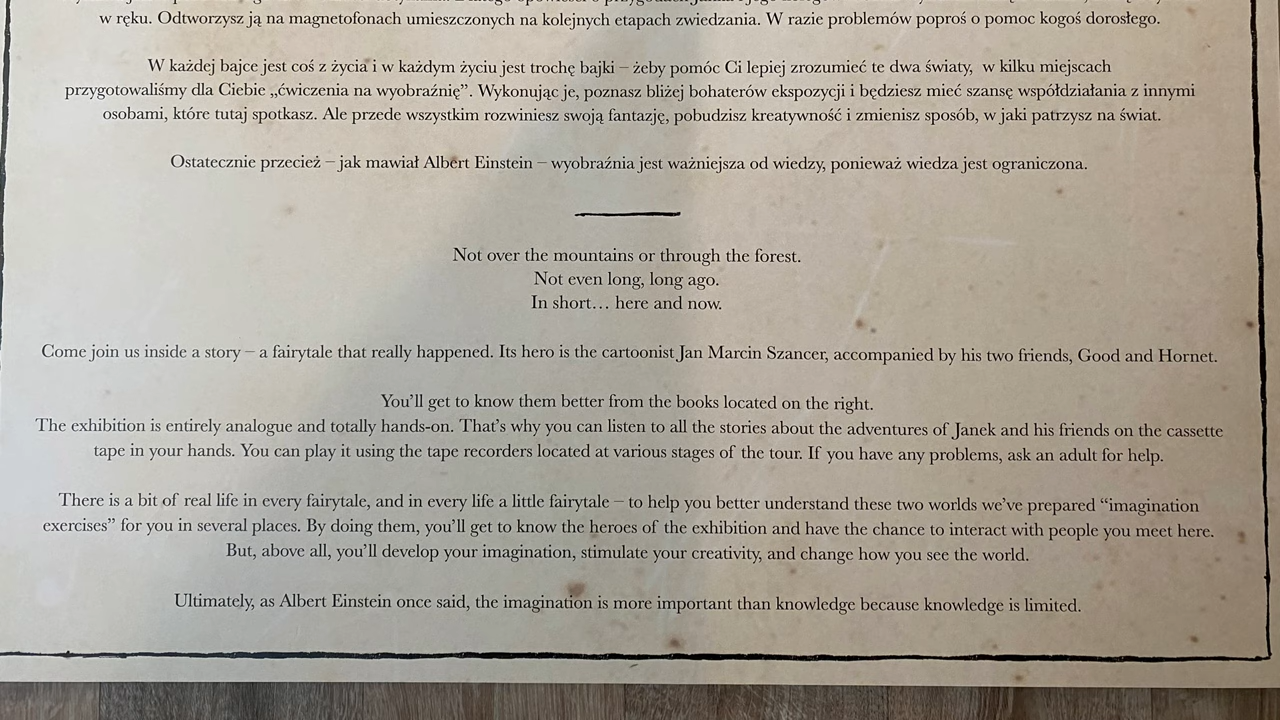 w ręku. Odtworzysz ją na magnetofonach umieszczonych na kolejnych etapach zwiedzania. W razie problemów poproś o pomoc kogoś dorosłego.
W każdej bajce jest coś z życia i w każdym życiu jest trochę bajki – żeby pomóc Ci lepiej zrozumieć te dwa światy, w kilku miejscach
przygotowaliśmy dla Ciebie „ćwiczenia na wyobraźnię”. Wykonując je, poznasz bliżej bohaterów ekspozycji i będziesz mieć szansę współdziałania z innymi
osobami, które tutaj spotkasz. Ale przede wszystkim rozwiniesz swoją fantazję, pobudzisz kreatywność i zmienisz sposób, w jaki patrzysz na świat.
Ostatecznie przecież – jak mawiał Albert Einstein – wyobraźnia jest ważniejsza od wiedzy, ponieważ wiedza jest ograniczona.
Not over the mountains or through the forest.
Not even long, long ago.
In short… here and now.
Come join us inside a story – a fairytale that really happened. Its hero is the cartoonist Jan Marcin Szancer, accompanied by his two friends, Good and Hornet.
You’ll get to know them better from the books located on the right.
The exhibition is entirely analogue and totally hands-on. That’s why you can listen to all the stories about the adventures of Janek and his friends on the cassette
tape in your hands. You can play it using the tape recorders located at various stages of the tour. If you have any problems, ask an adult for help.
There is a bit of real life in every fairytale, and in every life a little fairytale – to help you better understand these two worlds we’ve prepared “imagination
exercises” for you in several places. By doing them, you’ll get to know the heroes of the exhibition and have the chance to interact with people you meet here.
But, above all, you’ll develop your imagination, stimulate your creativity, and change how you see the world.
Ultimately, as Albert Einstein once said, the imagination is more important than knowledge because knowledge is limited.